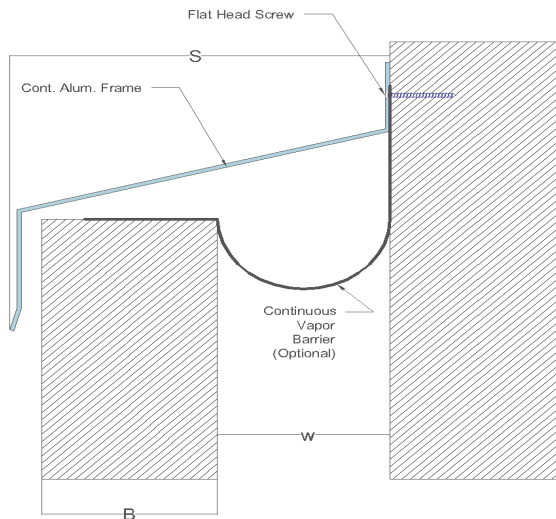 Flat Head Screw
S
Cont. Alum. Frame
Continuous
Vapor
Barrier
(Optional)
w
B